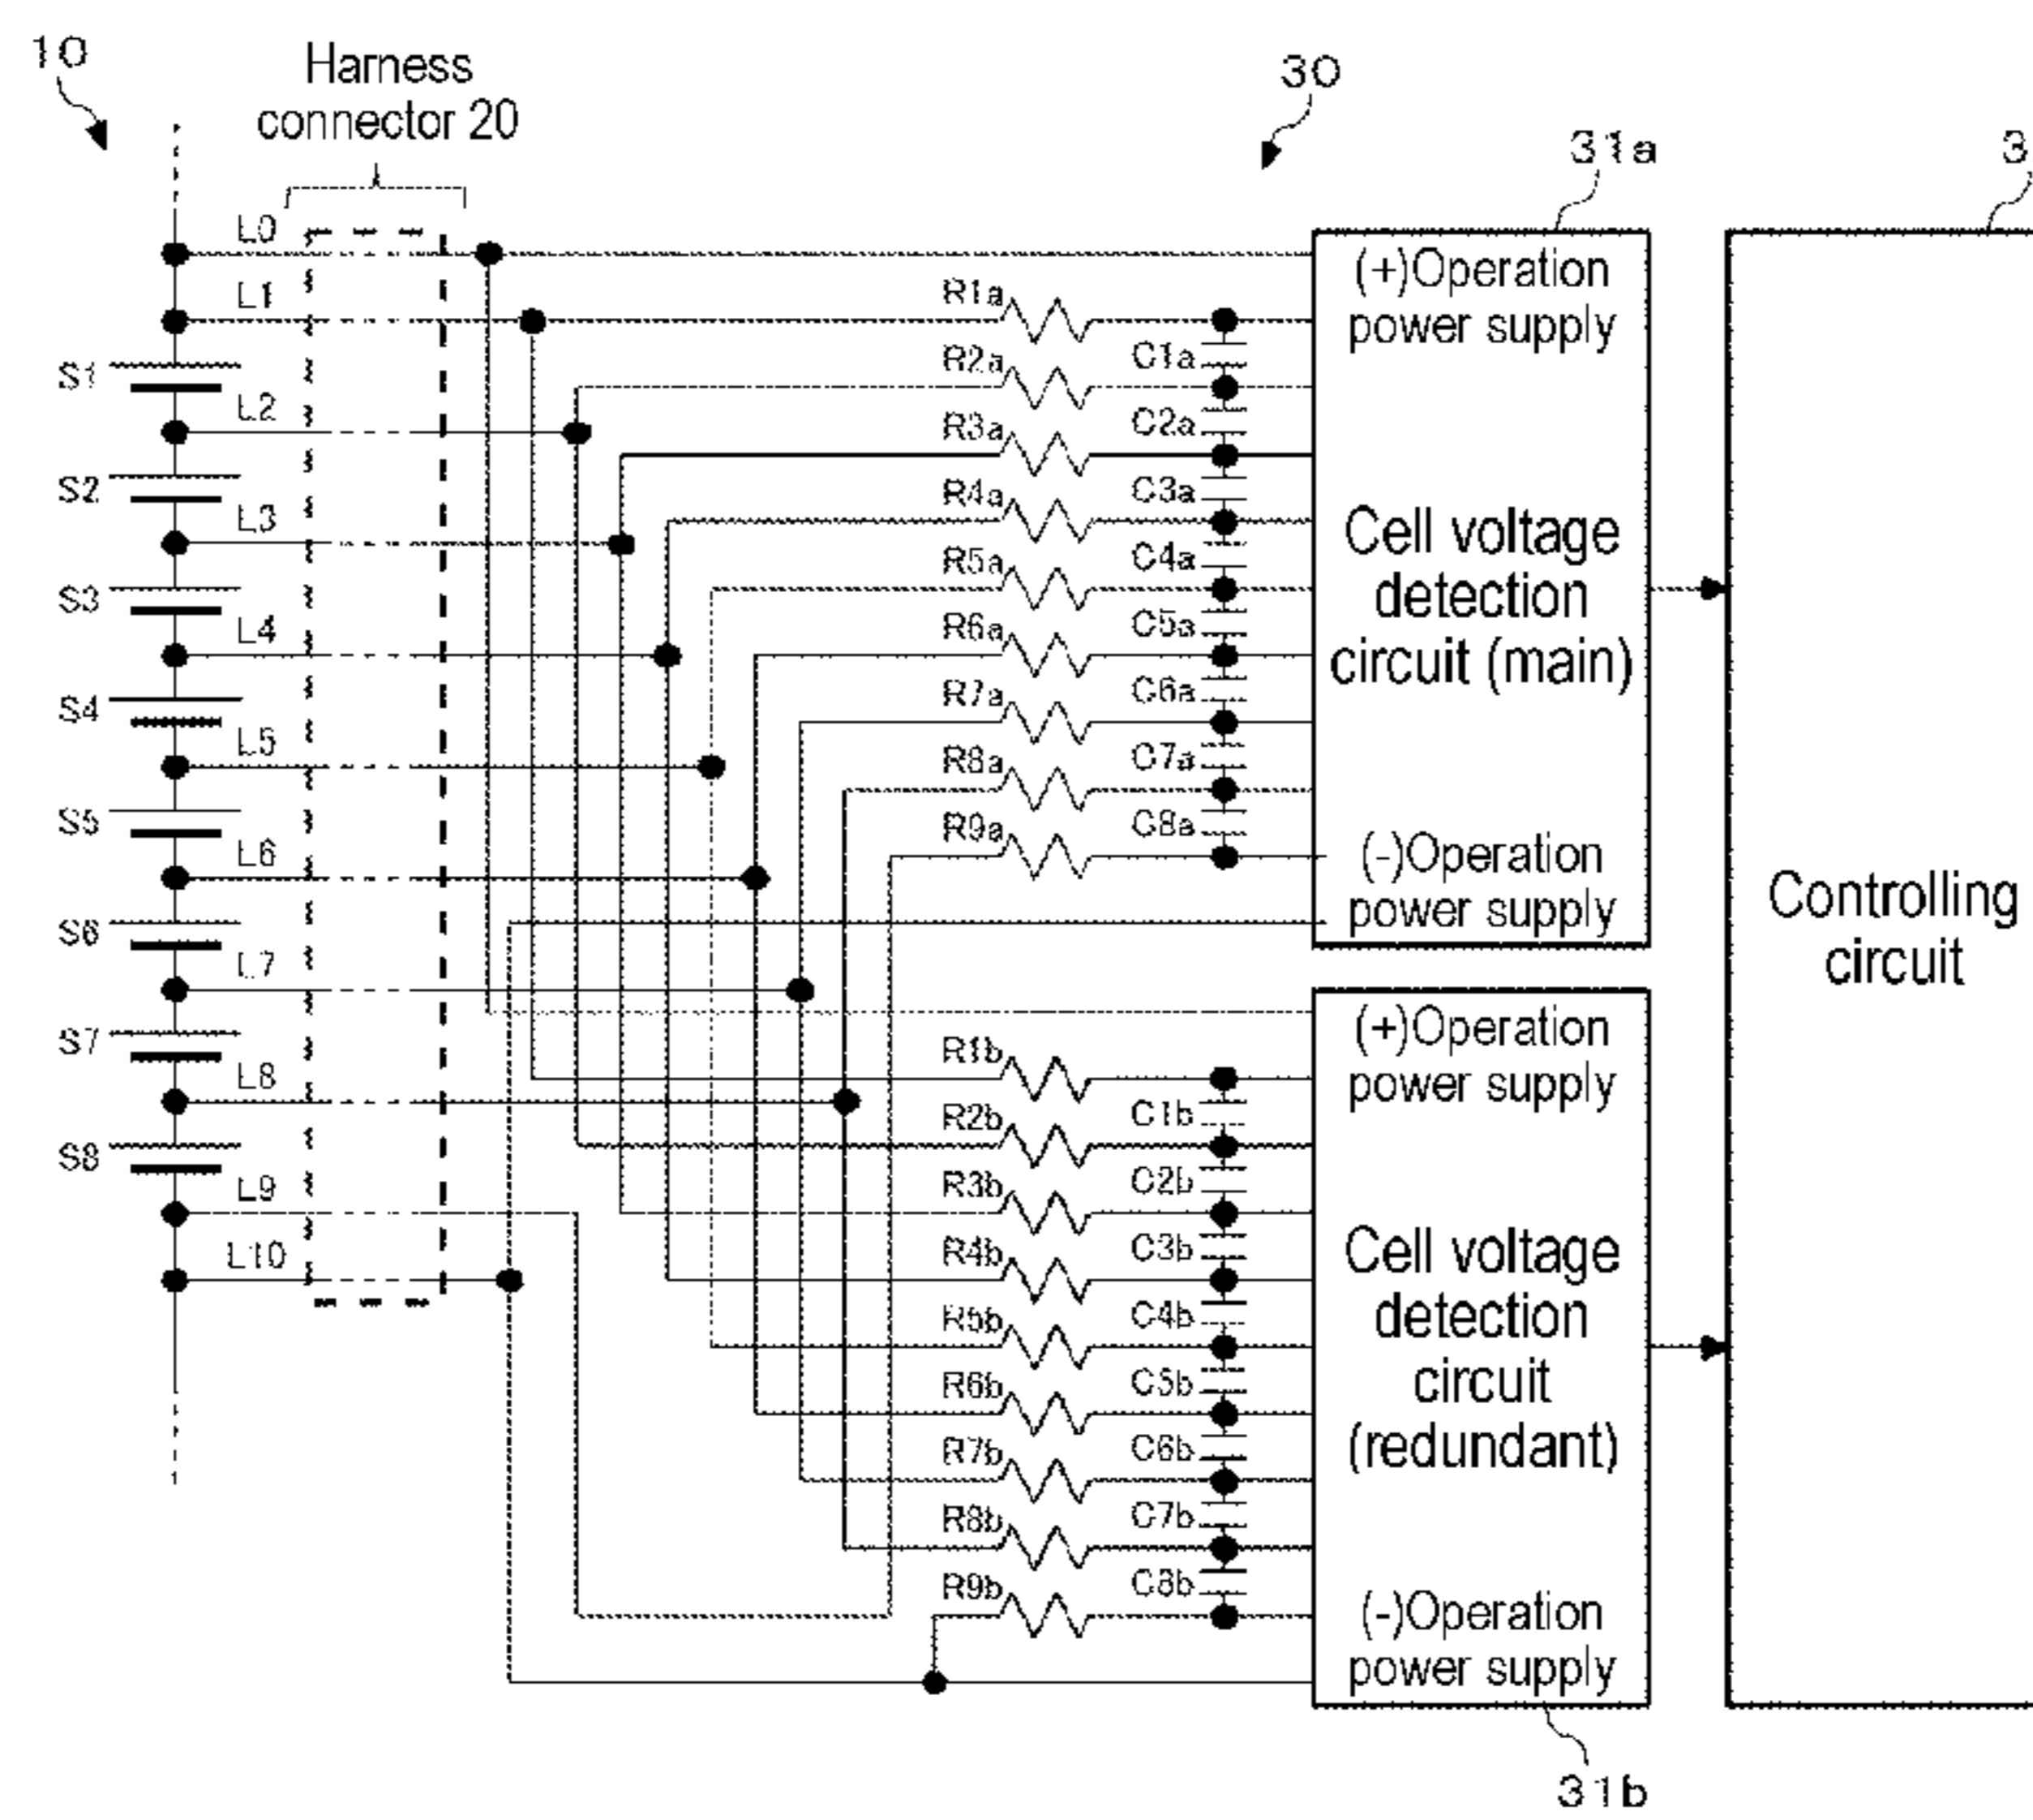 10
Harness
connector 20
30
31a
3
L0
L1
S1
L2
S2
L3
S3
L4
S4
L5
S5
L6
S6
L7
S7
L8
S8
L9
L10
R1a
R2a
R3a
R4a
R5a
R6a
R7a
R8a
R9a
C1a
C2a
C3a
C4a
C5a
C6a
C7a
C8a
(+)Operation
power supply
Cell voltage
detection
circuit (main)
(-)Operation
power supply
R1b
R2b
R3b
R4b
R5b
R6b
R7b
R8b
R9b
C1b
C2b
C3b
C4b
C5b
C6b
C7b
C8b
(+)Operation
power supply
Cell voltage
detection
circuit
(redundant)
(-)Operation
power supply
31b
Controlling
circuit